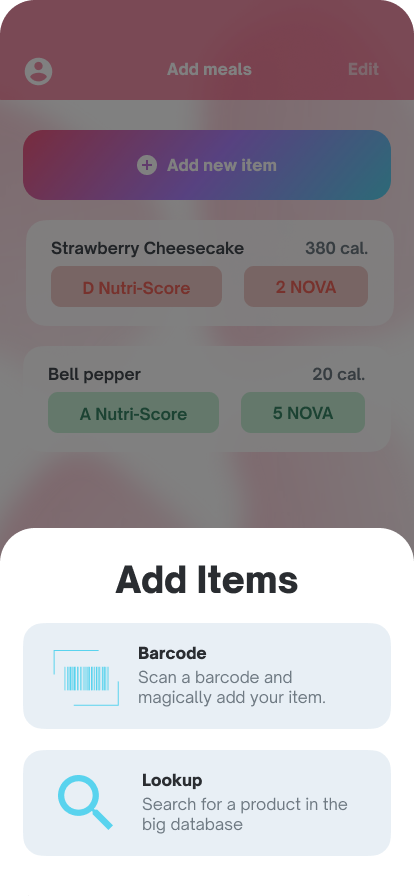 Add meals
Edit
Add new item
Strawberry Cheesecake
380 cal.
D Nutri-Score
2 NOVA
Bell pepper
20 cal.
A Nutri-Score
5 NOVA
Add Items
Barcode
Scan a barcode and
magically add your item.
Lookup
Search for a product in the
big database